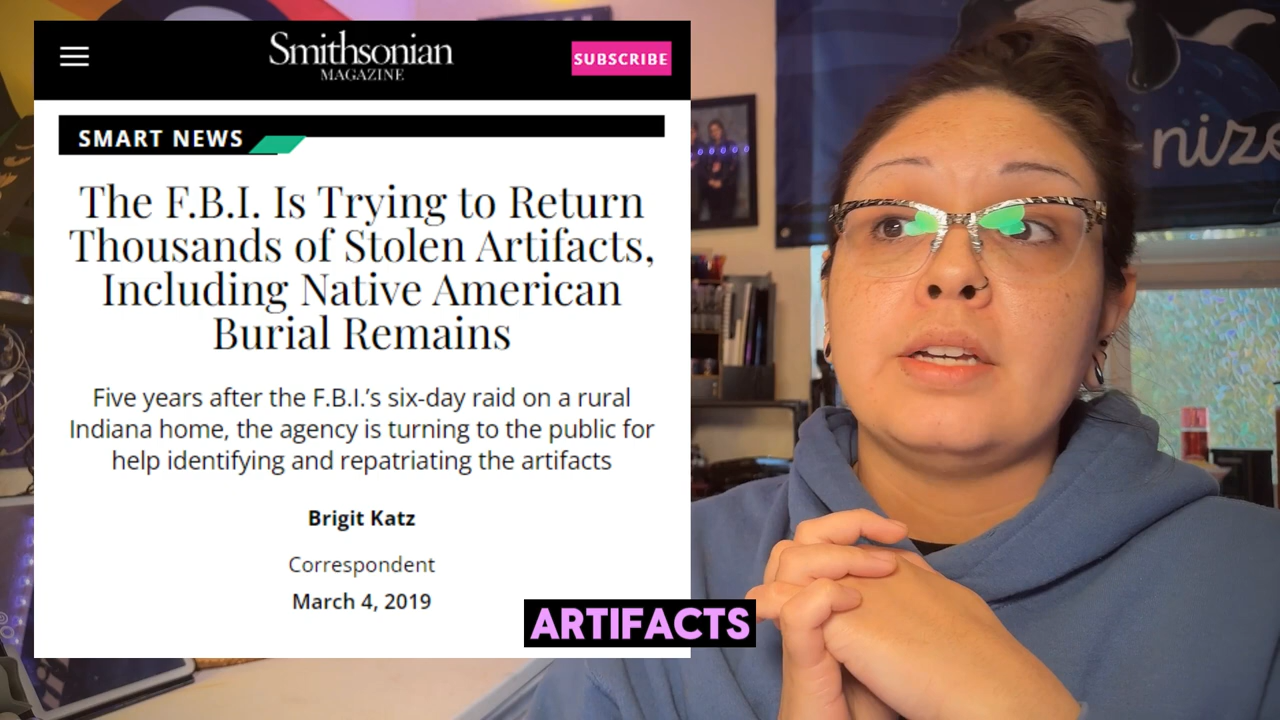 Smithsonian
MAGAZINE
SUBSCRIBE
SMART NEWS
The F.B.I. Is Trying to Return
Thousands of Stolen Artifacts,
Including Native American
Burial Remains
Five years after the F.B.I.'s six-day raid on a rural
Indiana home, the agency is turning to the public for
help identifying and repatriating the artifacts
Brigit Katz
Correspondent
March 4, 2019
ARTIFACTS